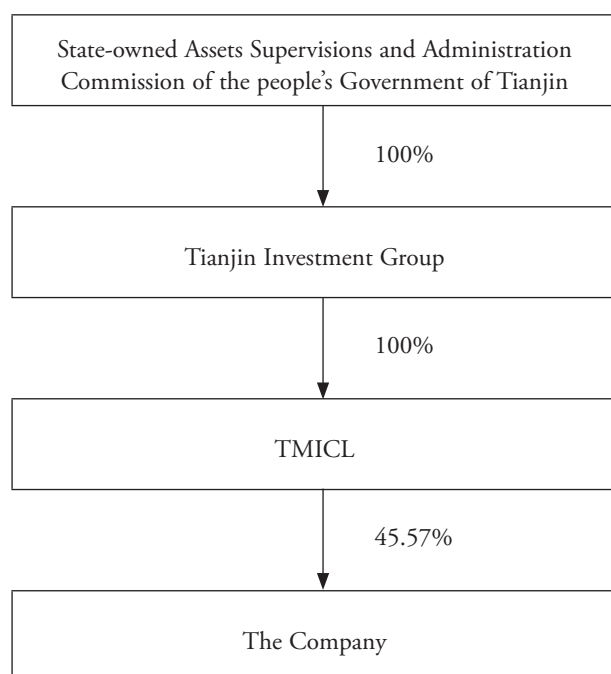 State-owned Assets Supervisions and Administration
Commission of the people's Government of Tianjin
100%
Tianjin Investment Group
100%
TMICL
45.57%
The Company